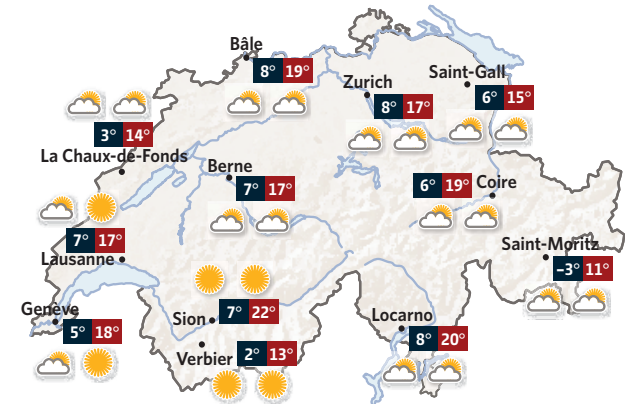 Bâle
8° 19°
Zurich
8° 17°
Saint-Gall
6° 15°
3° 14°
La Chaux-de-Fonds
Berne
7° 17°
6° 19° Coire
7° 17°
Lausanne
Saint-Moritz
-3° 11°
Genève
5° 18°
Sion 7° 22°
Verbier 2° 13°
Locarno
8° 20°